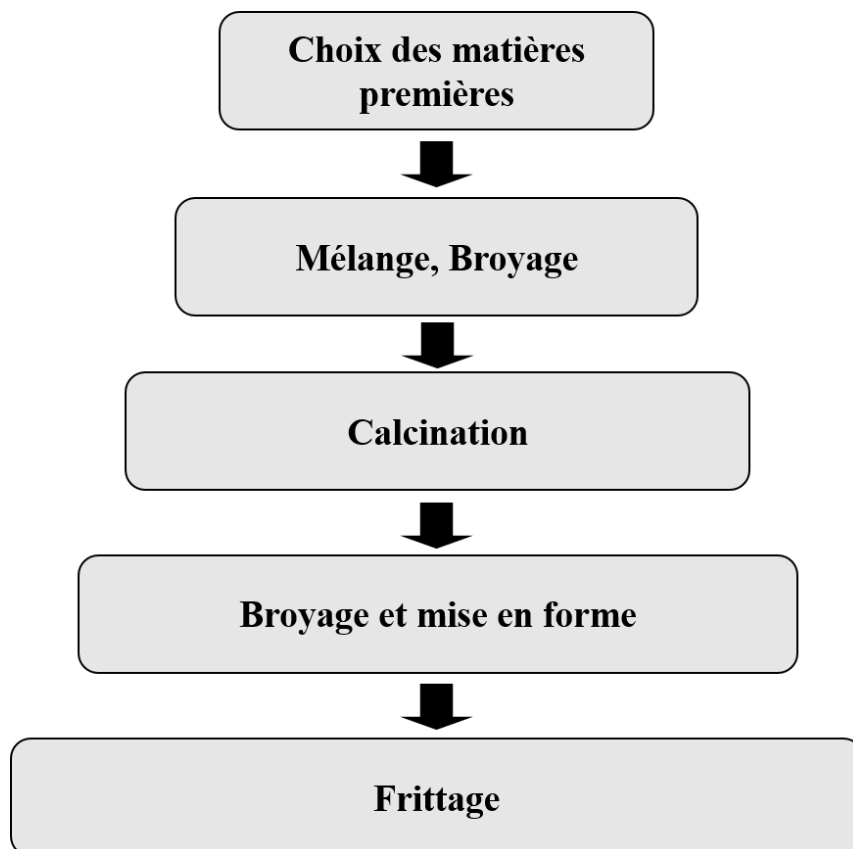 Choix des matières
premières
Mélange, Broyage
Calcination
Broyage et mise en forme
Frittage